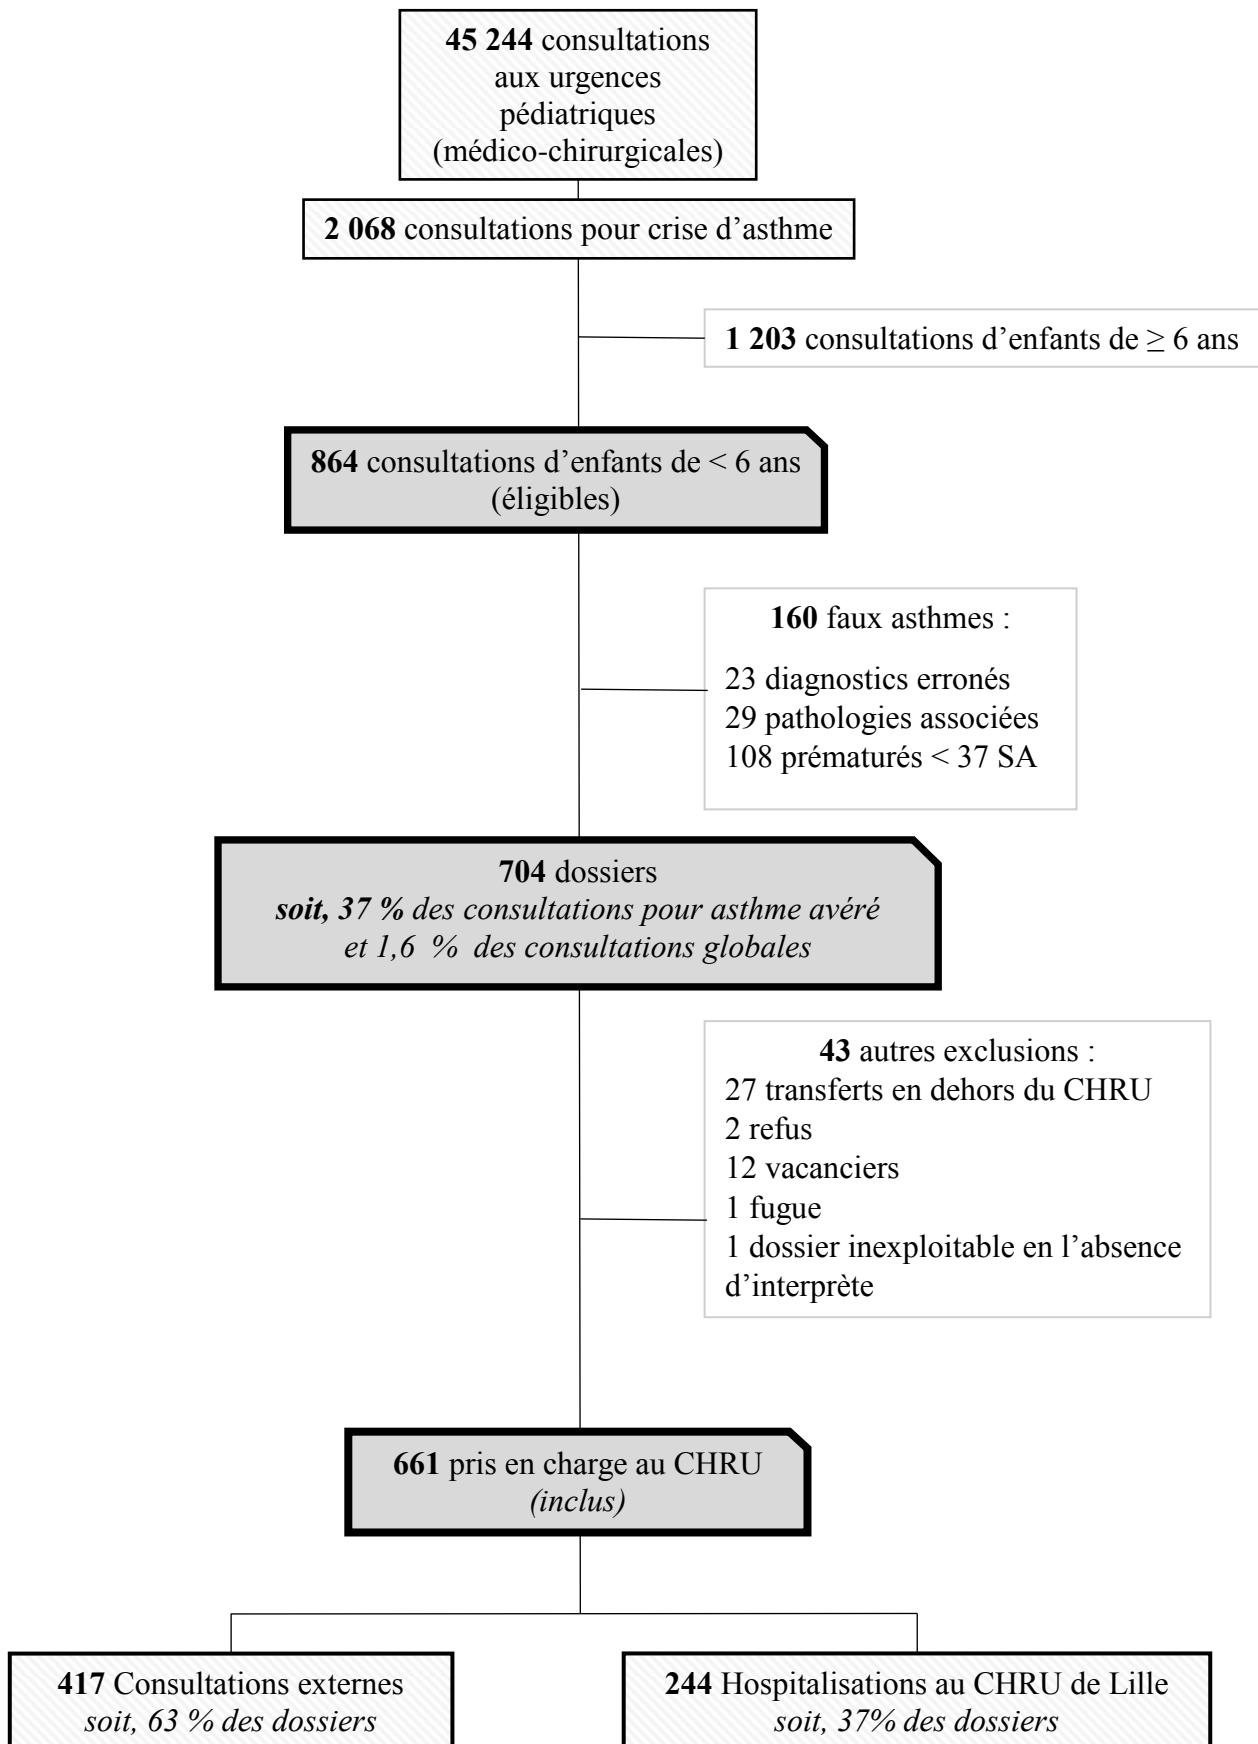 45 244 consultations
aux urgences
pédiatriques
(médico-chirurgicales)
2 068 consultations pour crise d’asthme
1 203 consultations d’enfants de ≥ 6 ans
864 consultations d’enfants de < 6 ans
(éligibles)
160 faux asthmes :
23 diagnostics erronés
29 pathologies associées
108 prématurés < 37 SA
704 dossiers
soit, 37 % des consultations pour asthme avéré
et 1,6 % des consultations globales
43 autres exclusions :
27 transferts en dehors du CHRU
2 refus
12 vacanciers
1 fugue
1 dossier inexploitable en l’absence
d’interprète
661 pris en charge au CHRU
(inclus)
417 Consultations externes
soit, 63 % des dossiers
244 Hospitalisations au CHRU de Lille
soit, 37% des dossiers